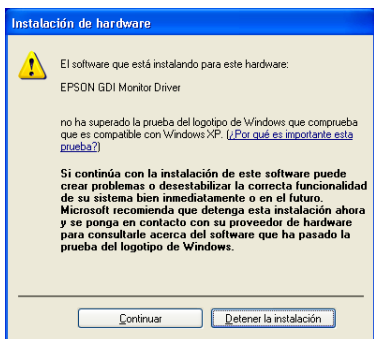 Instalación de hardware
El software que está instalando para este hardware:
EPSON GDI Monitor Driver
no ha superado la prueba del logotipo de Windows que comprueba
que es compatible con Windows XP. (¿Por qué es importante esta
prueba?)
Si continúa con la instalación de este software puede
crear problemas o desestabilizar la correcta funcionalidad
de su sistema bien inmediatamente o en el futuro.
Microsoft recomienda que detenga esta instalación ahora
y se ponga en contacto con su proveedor de hardware
para consultarle acerca del software que ha pasado la
prueba del logotipo de Windows.
Continuar
Detener la instalación